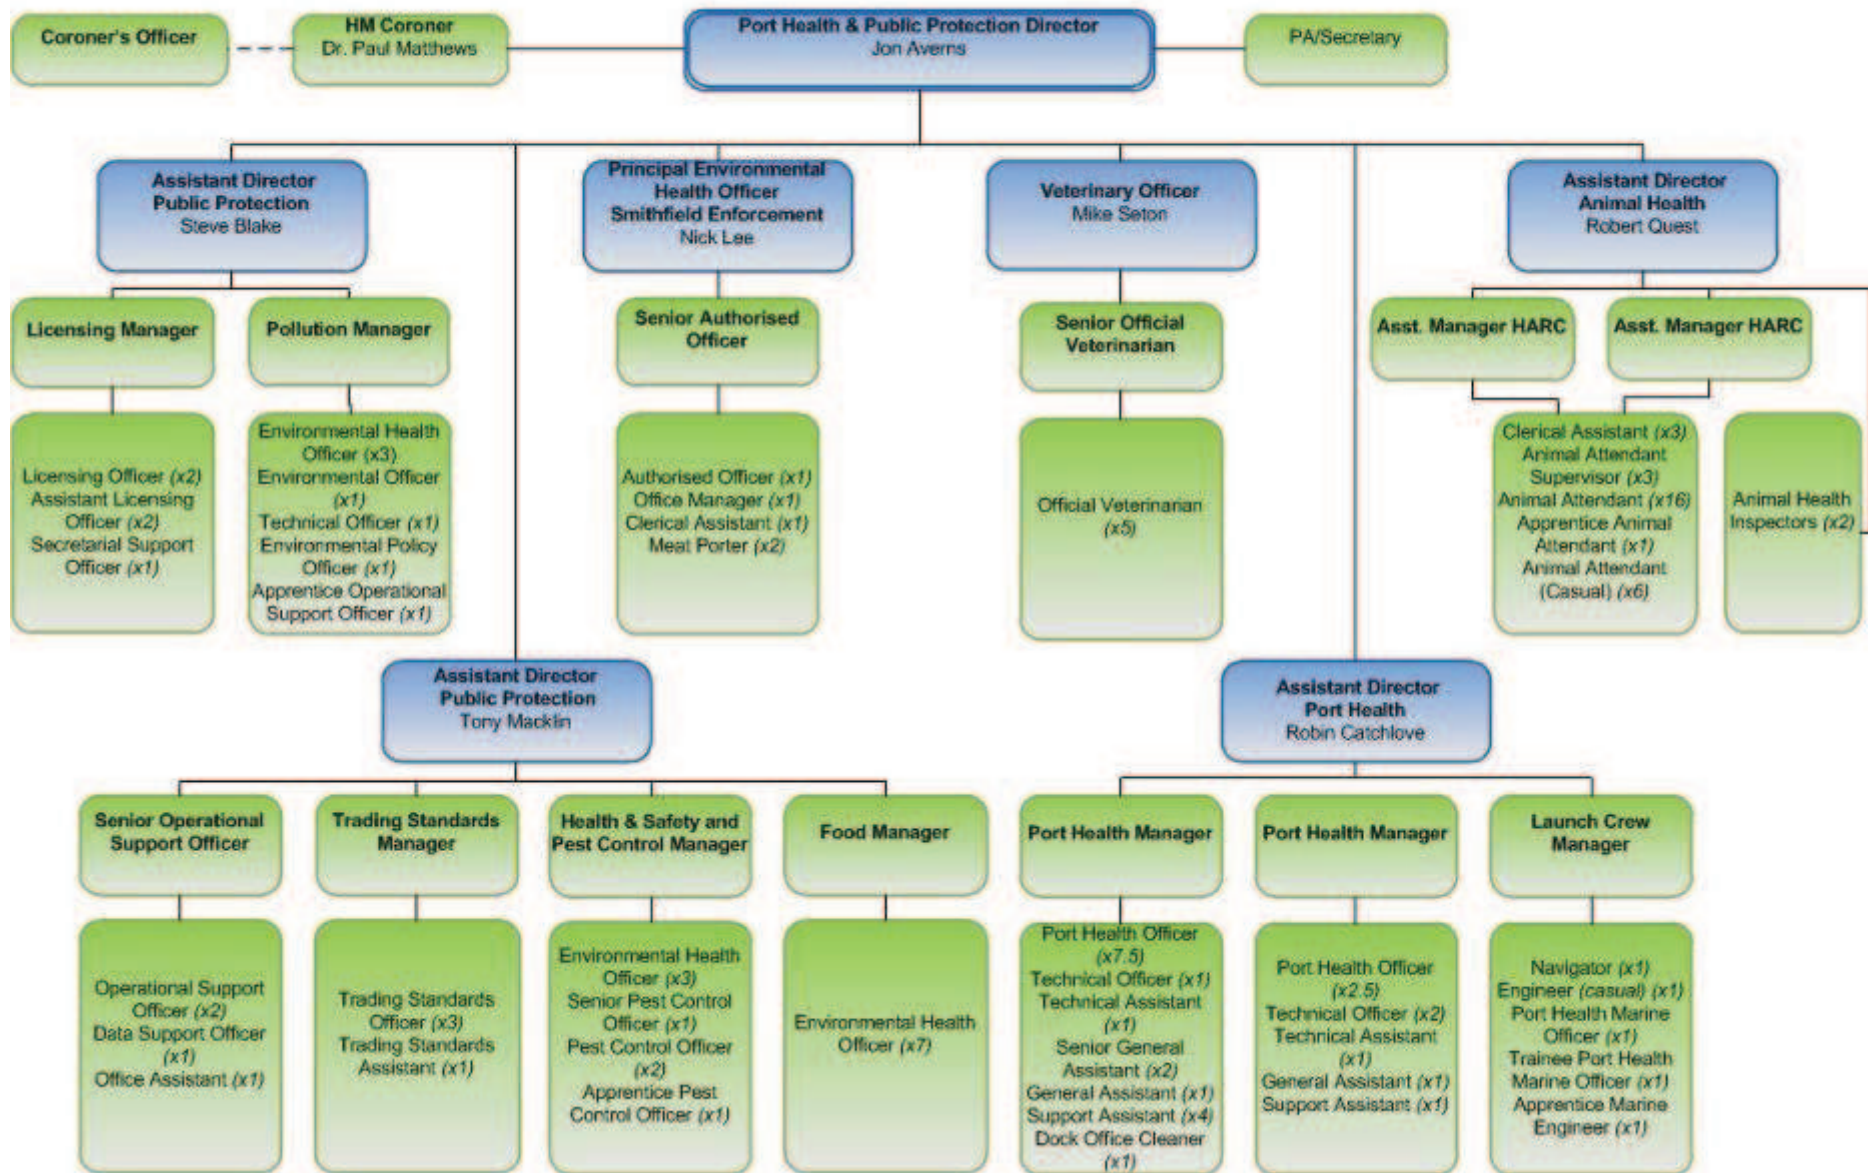 Coroner's Officer
HM Coroner
Dr. Paul Matthews
Port Health & Public Protection Director
Jon Averns
PA/Secretary
Assistant Director
Public Protection
Steve Blake
Principal Environmental
Health Officer
Smithfield Enforcement
Nick Lee
Veterinary Officer
Mike Seton
Assistant Director
Animal Health
Robert Quest
Licensing Manager
Pollution Manager
Senior Authorised
Officer
Senior Official
Veterinarian
Asst. Manager HARC
Asst. Manager HARC
Licensing Officer (x2)
Assistant Licensing
Officer (x2)
Secretarial Support
Officer (x1)
Environmental Health
Officer (x3)
Environmental Officer
(x1)
Technical Officer (x1)
Environmental Policy
Officer (x1)
Apprentice Operational
Support Officer (x1)
Authorised Officer (x1)
Office Manager (x1)
Clerical Assistant (x1)
Meat Porter (x2)
Official Veterinarian
(x5)
Clerical Assistant (x3)
Animal Attendant
Supervisor (x3)
Animal Attendant (x16)
Apprentice Animal
Attendant (x1)
Animal Attendant
(Casual) (x6)
Animal Health
Inspectors (x2)
Assistant Director
Public Protection
Tony Macklin
Assistant Director
Port Health
Robin Catchlove
Senior Operational
Support Officer
Trading Standards
Manager
Health & Safety and
Pest Control Manager
Food Manager
Port Health Manager
Port Health Manager
Launch Crew
Manager
Operational Support
Officer (x2)
Data Support Officer
(x1)
Office Assistant (x1)
Trading Standards
Officer (x3)
Trading Standards
Assistant (x1)
Environmental Health
Officer (x3)
Senior Pest Control
Officer (x1)
Pest Control Officer
(x2)
Apprentice Pest
Control Officer (x1)
Environmental Health
Officer (x7)
Port Health Officer
(x7.5)
Technical Officer (x1)
Technical Assistant
(x1)
Senior General
Assistant (x2)
General Assistant (x1)
Support Assistant (x4)
Dock Office Cleaner
(x1)
Port Health Officer
(x2.5)
Technical Officer (x2)
Technical Assistant
(x1)
General Assistant (x1)
Support Assistant (x1)
Navigator (x1)
Engineer (casual) (x1)
Port Health Marine
Officer (x1)
Trainee Port Health
Marine Officer (x1)
Apprentice Marine
Engineer (x1)